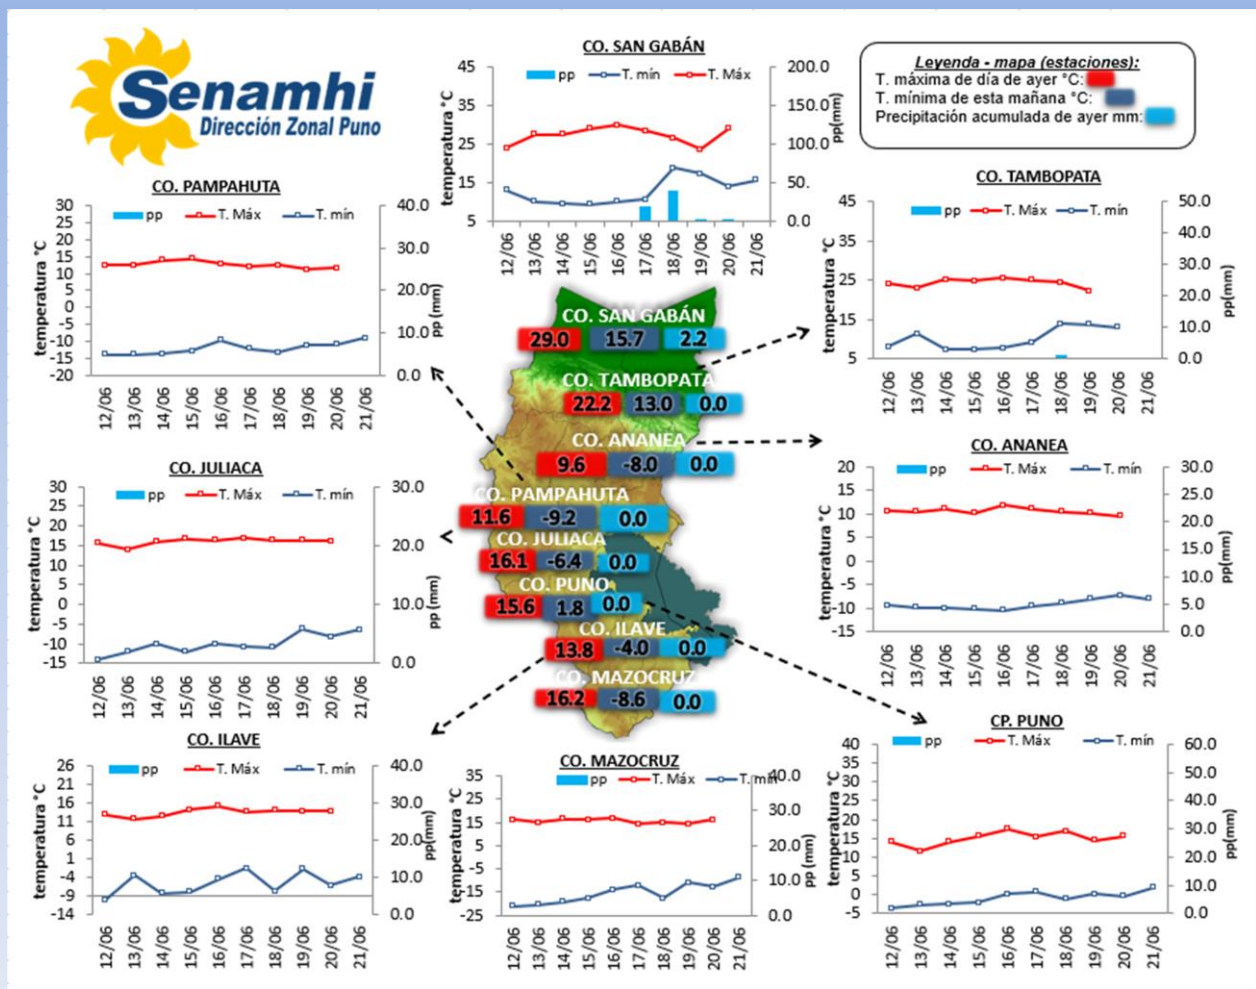 Senamhi
Dirección Zonal Puno
CO. SAN GABÁN
pp T. mín T. Máx
temperatura °C
45
35
25
15
5
200.0
150.0
100.0
50.
0.0
pp(mm)
12/06 13/06 14/06 15/06 16/06 17/06 18/06 19/06 20/06 21/06
Leyenda - mapa (estaciones):
T. máxima de día de ayer °C:
T. mínima de esta mañana °C:
Precipitación acumulada de ayer mm:
CO. PAMPAHUTA
pp T. Máx T. mín
temperatura °C
30
25
20
15
10
5
0
-5
-10
-15
-20
40.0
30.0
20.0
10.0
0.0
pp (mm)
12/06 13/06 14/06 15/06 16/06 17/06 18/06 19/06 20/06 21/06
CO. TAMBOPATA
pp T. Máx T. mín
temperatura °C
45
35
25
15
5
50.0
40.0
30.0
20.0
10.0
0.0
pp(mm)
12/06 13/06 14/06 15/06 16/06 17/06 18/06 19/06 20/06 21/06
CO. SAN GABÁN
29.0 15.7 2.2
CO. TAMBOPATA
22.2 13.0 0.0
CO. ANANEA
9.6 -8.0 0.0
CO. PAMPAHUTA
11.6 -9.2 0.0
CO. JULIACA
16.1 -6.4 0.0
CO. PUNO
15.6 1.8 0.0
CO. ILAVE
13.8 -4.0 0.0
CO. MAZOCRUZ
16.2 -8.6 0.0
CO. JULIACA
pp T. Máx T. mín
temperatura °C
30
25
20
15
10
5
0
-5
-10
-15
30.0
20.0
10.0
0.0
pp (mm)
12/06 13/06 14/06 15/06 16/06 17/06 18/06 19/06 20/06 21/06
CO. ANANEA
pp T. Máx T. mín
temperatura °C
20
15
10
5
0
-5
-10
-15
30.0
25.0
20.0
15.0
10.0
5.0
0.0
pp(mm)
12/06 13/06 14/06 15/06 16/06 17/06 18/06 19/06 20/06 21/06
CO. ILAVE
pp T. Máx T. mín
temperatura °C
26
21
16
11
6
1
-4
-9
-14
40.0
30.0
20.0
10.0
0.0
pp(mm)
12/06 13/06 14/06 15/06 16/06 17/06 18/06 19/06 20/06 21/06
CO. MAZOCRUZ
pp T. Máx T. mín
temperatura °C
35
25
15
5
-5
-15
-25
40.0
30.0
20.0
10.0
0.0
pp (mm)
12/06 13/06 14/06 15/06 16/06 17/06 18/06 19/06 20/06 21/06
CP. PUNO
pp T. Máx T. mín
temperatura °C
40
35
30
25
20
15
10
5
0
-5
60.0
50.0
40.0
30.0
20.0
10.0
0.0
pp (mm)
12/06 13/06 14/06 15/06 16/06 17/06 18/06 19/06 20/06 21/06